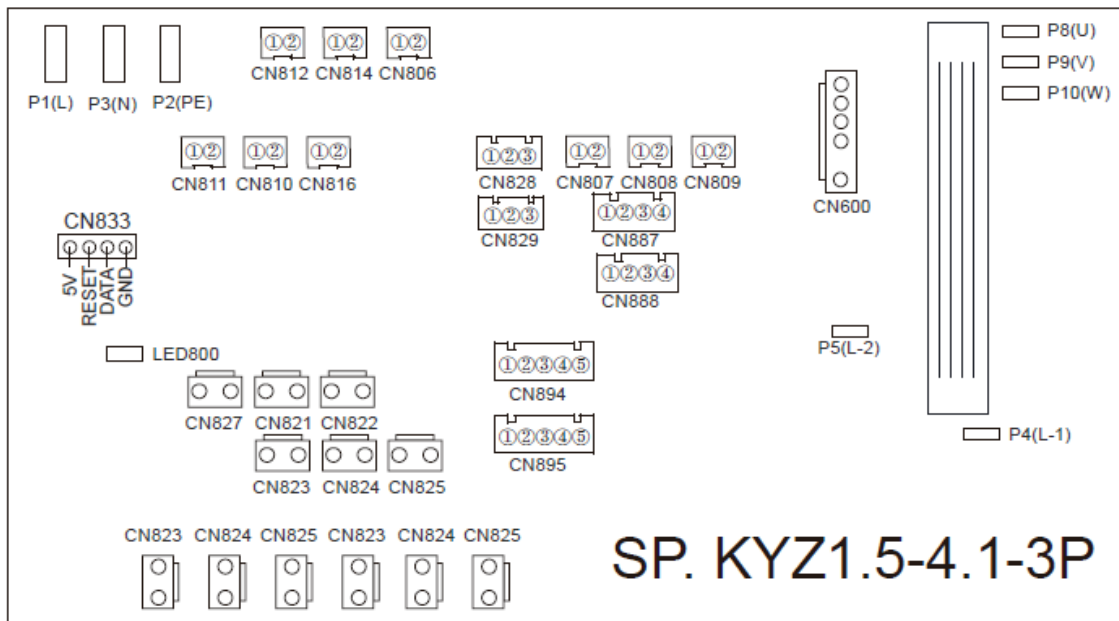 P8(U)
①② ①② ①②
CN812 CN814 CN806
P9(V)
P1(L) P3(N) P2(PE)
P10(W)
①② ①② ①② ①②③ ①② ①② ①②
CN811 CN810 CN816 CN828 CN807 CN808 CN809
CN600
①②③ ①②③④
CN833
CN829 CN887
5V
RESET
DATA
GND
①②③④
CN888
P5(L-2)
LED800
①②③④⑤
CN894
CN827 CN821 CN822
P4(L-1)
①②③④⑤
CN895
CN823 CN824 CN825
CN823 CN824 CN825 CN823 CN824 CN825
SP. KYZ1.5-4.1-3P